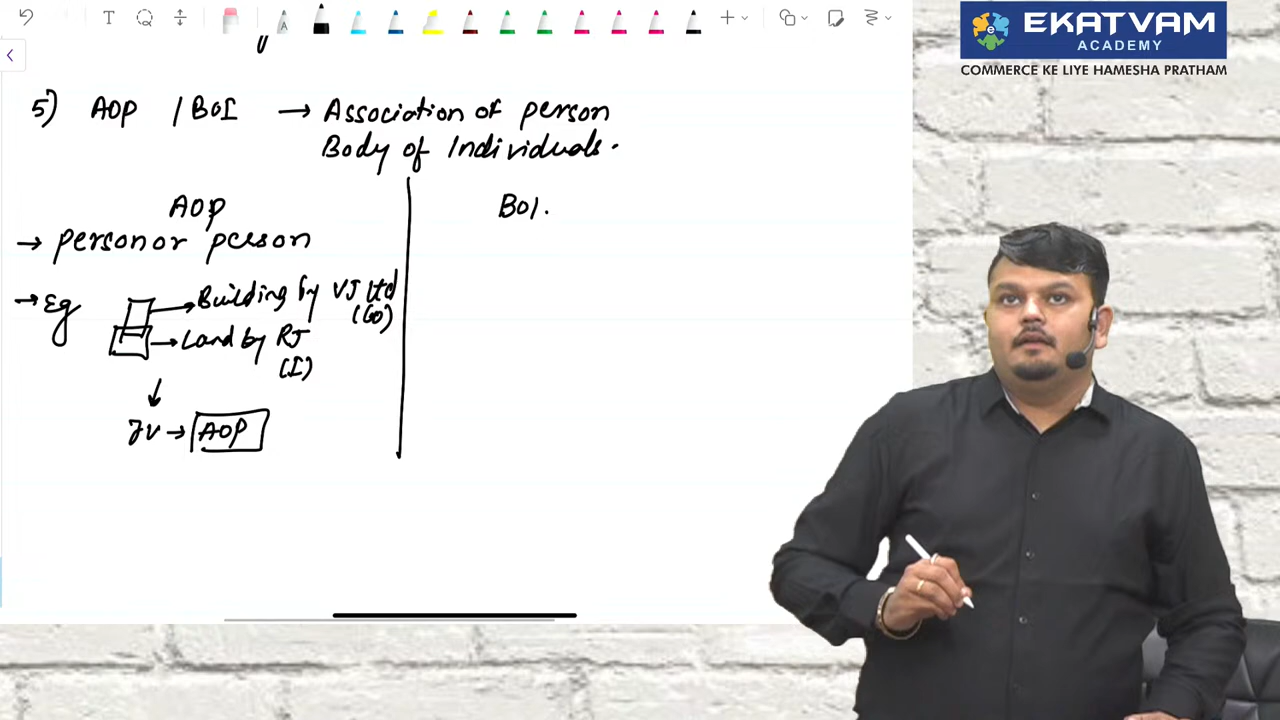 EKATVAM
ACADEMY
COMMERCE KE LIYE HAMESHA PRATHAM
5) AOP / BOI → Association of person
Body of Individuals.
AOP
→ person or person
→ Eg
→ Building by VJ ltd
(Co)
→ Land by RJ
(I)
↓
JV → AOP
BOI.